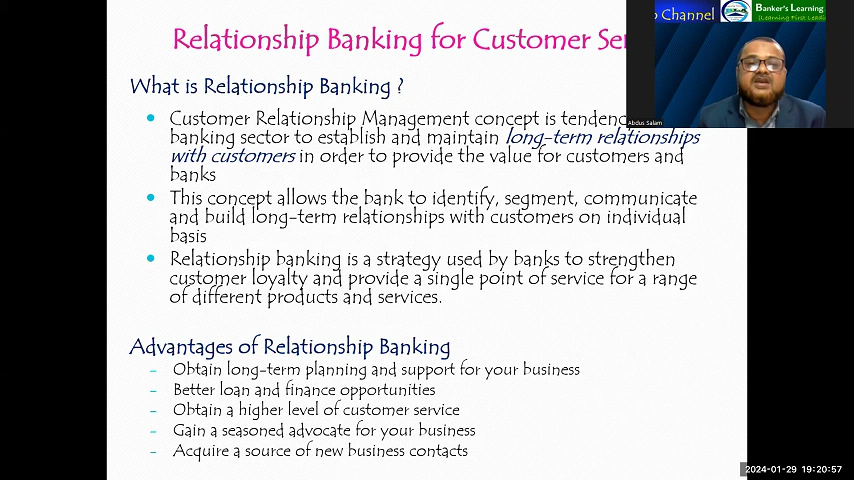 Relationship Banking for Customer Se
Channel
Banker's Learning
(Learning First Leadi
What is Relationship Banking ?
Customer Relationship Management concept is
banking sector to establish and maintain long-term relationships
with customers in order to provide the value for customers and
banks
This concept allows the bank to identify, segment, communicate
and build long-term relationships with customers on individual
basis
Relationship banking is a strategy used by banks to strengthen
customer loyalty and provide a single point of service for a range
of different products and services.
Abdus Salam
Advantages of Relationship Banking
- Obtain long-term planning and support for your business
- Better loan and finance opportunities
- Obtain a higher level of customer service
- Gain a seasoned advocate for your business
- Acquire a source of new business contacts
2024-01-29 19:20:57